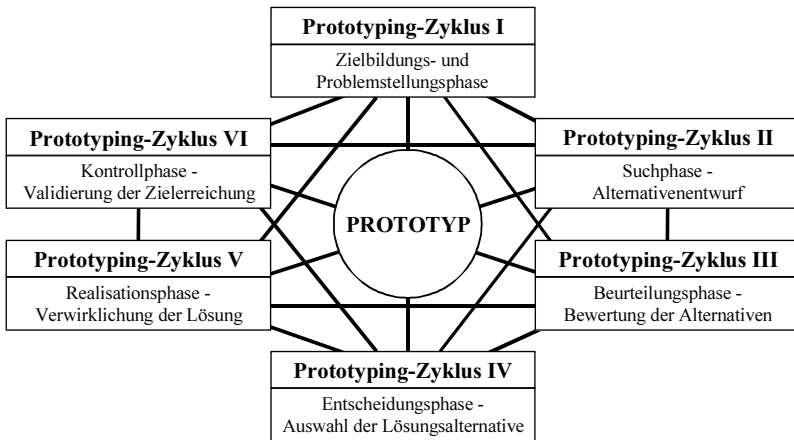 Prototyping-Zyklus I
Zielbildungs- und
Problemstellungsphase
Prototyping-Zyklus VI
Kontrollphase -
Validierung der Zielerreichung
Prototyping-Zyklus II
Suchphase -
Alternativenentwurf
PROTOTYP
Prototyping-Zyklus V
Realisationsphase -
Verwirklichung der Lösung
Prototyping-Zyklus III
Beurteilungsphase -
Bewertung der Alternativen
Prototyping-Zyklus IV
Entscheidungsphase -
Auswahl der Lösungsalternative